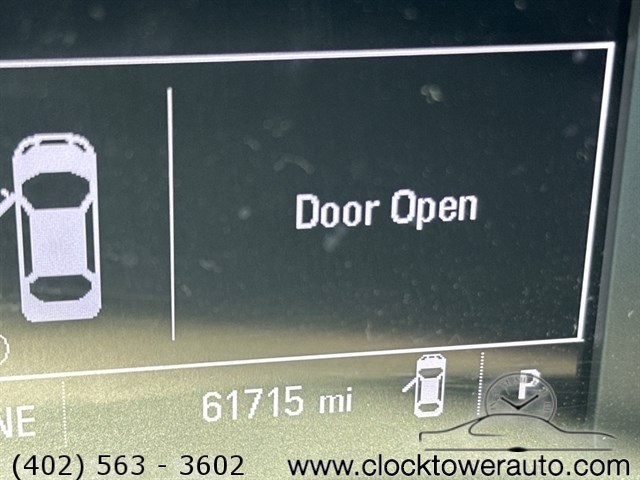 Door Open
61715 mi
P
NE
(402) 563 - 3602 www.clocktowerauto.com